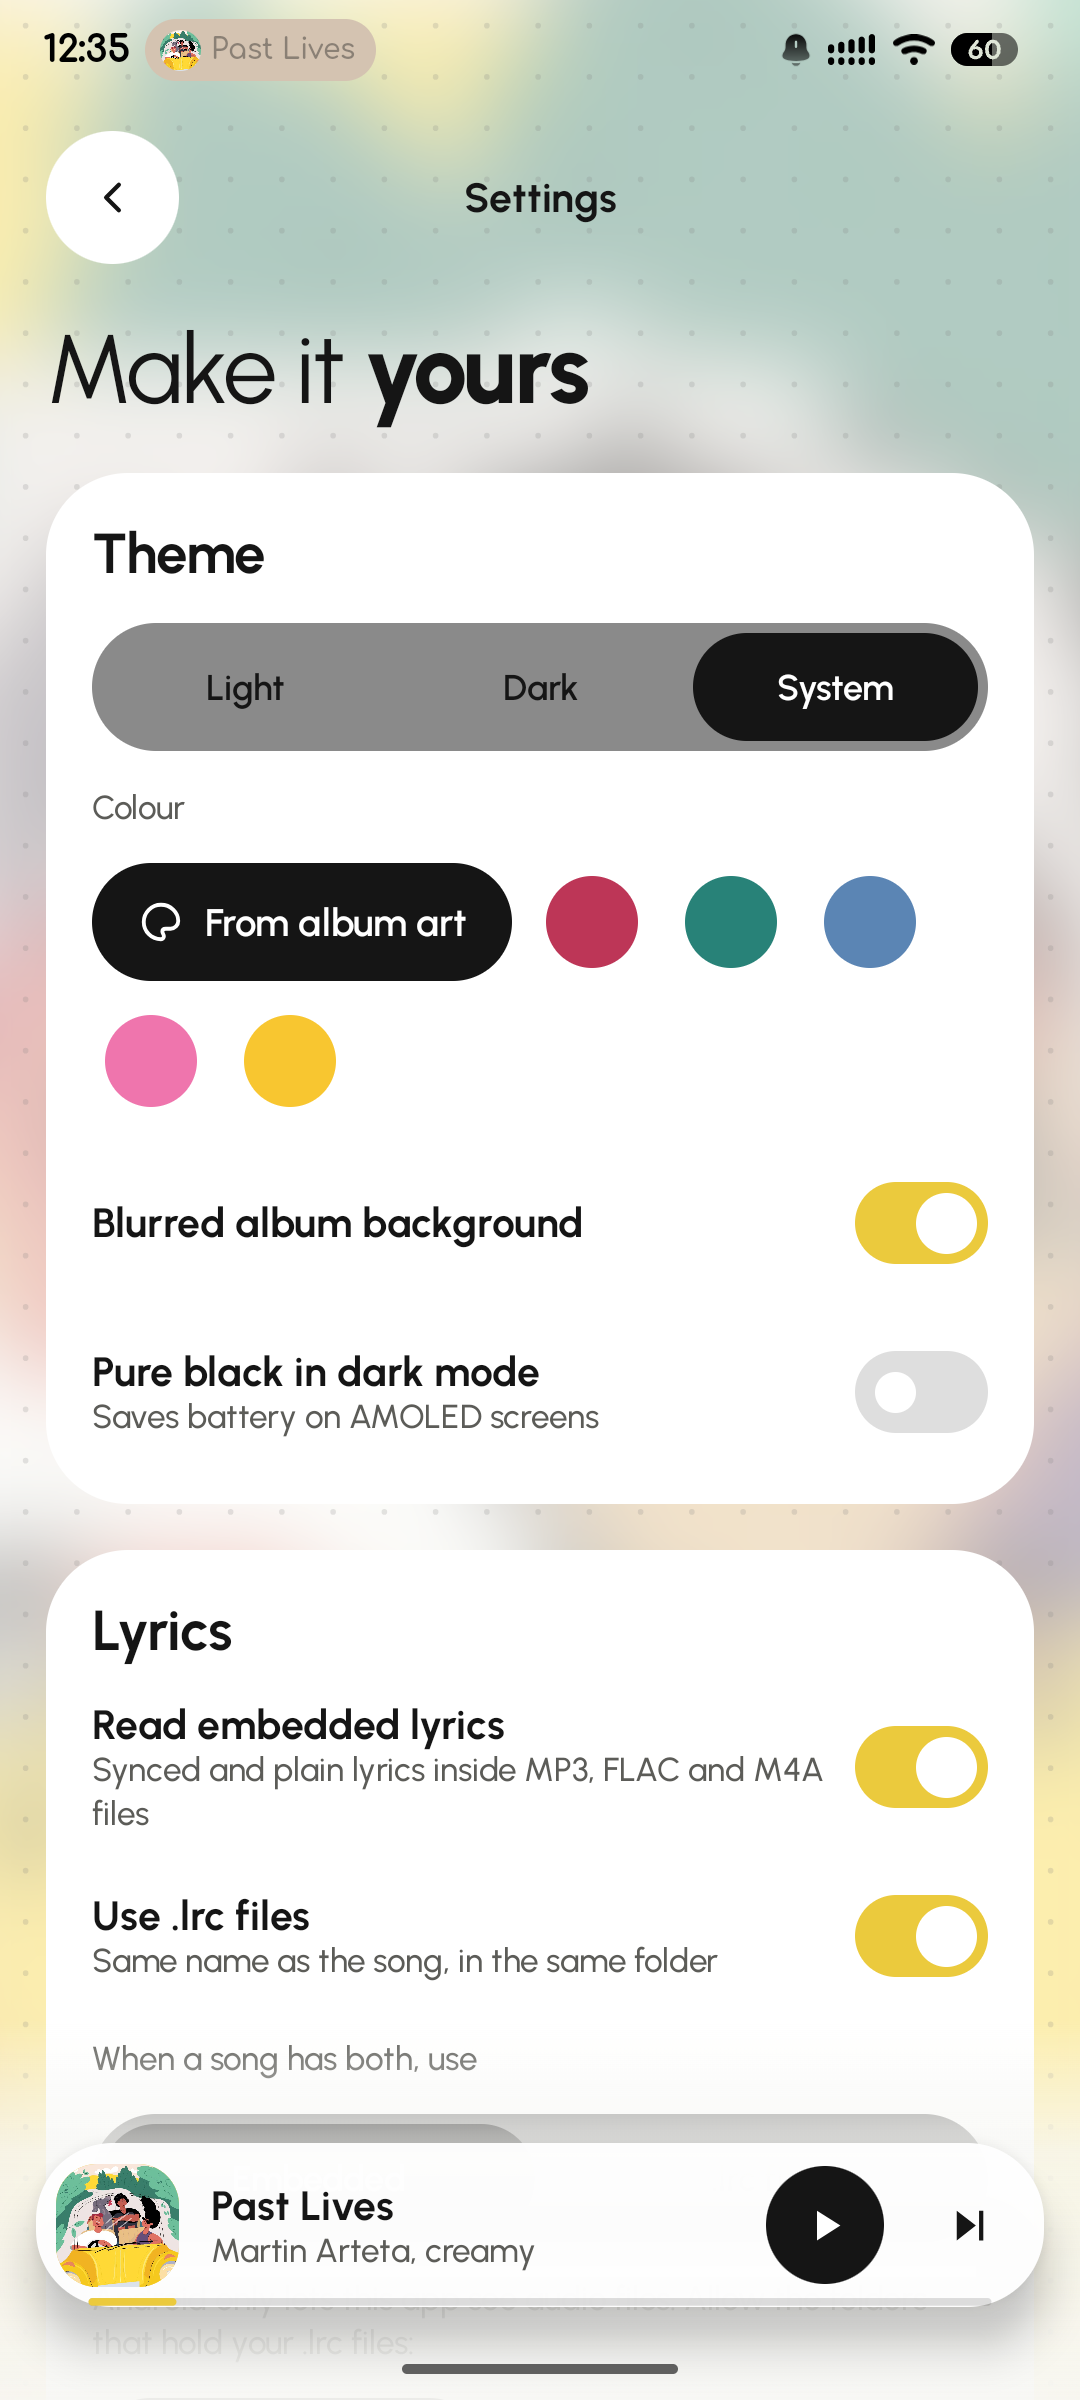 12:35
Past Lives
60
Settings
Make it yours
Theme
Light
Dark
System
Colour
From album art
Blurred album background
Pure black in dark mode
Saves battery on AMOLED screens
Lyrics
Read embedded lyrics
Synced and plain lyrics inside MP3, FLAC and M4A
files
Use .lrc files
Same name as the song, in the same folder
When a song has both, use
Past Lives
Martin Arteta, creamy
that hold your .lrc files: